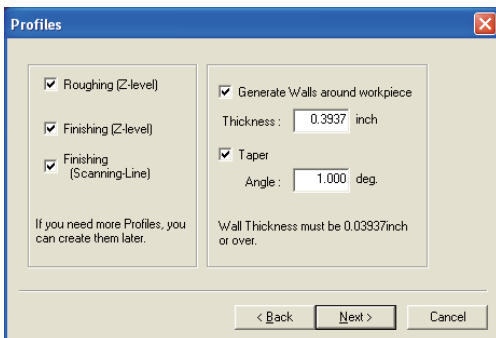 Profiles
Roughing (Z-level)
Finishing (Z-level)
Finishing
(Scanning-Line)
If you need more Profiles, you
can create them later.
Generate Walls around workpiece
Thickness : 0.3937 inch
Taper
Angle : 1.000 deg.
Wall Thickness must be 0.03937inch
or over.
< Back
Next >
Cancel